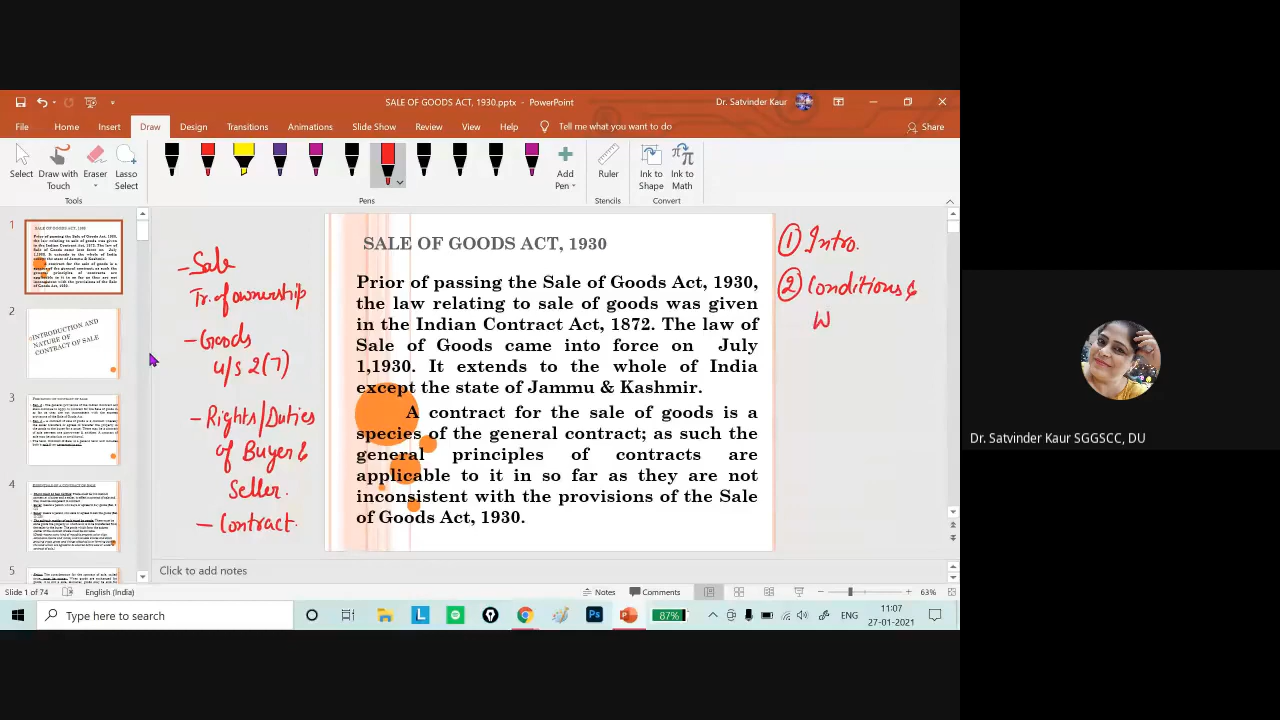 SALE OF GOODS ACT, 1930.pptx - PowerPoint
Dr. Satvinder Kaur
File Home Insert Draw Design Transitions Animations Slide Show Review View Help Tell me what you want to do Share
Select Draw with Touch Eraser Lasso Select Add Pen Ruler Ink to Shape Ink to Math
Tools Pens Stencils Convert
1
2
INTRODUCTION AND
NATURE OF
CONTRACT OF SALE
3
4
5
- Sale
Tr. of ownership
- Goods
u/s 2(7)
- Rights/Duties
of Buyer &
Seller.
- Contract.
SALE OF GOODS ACT, 1930
Prior of passing the Sale of Goods Act, 1930,
the law relating to sale of goods was given
in the Indian Contract Act, 1872. The law of
Sale of Goods came into force on July
1,1930. It extends to the whole of India
except the state of Jammu & Kashmir.
A contract for the sale of goods is a
species of the general contract; as such the
general principles of contracts are
applicable to it in so far as they are not
inconsistent with the provisions of the Sale
of Goods Act, 1930.
① Intro.
② Conditions &
W
Dr. Satvinder Kaur SGGSCC, DU
Click to add notes
Slide 1 of 74 English (India) Notes Comments 63%
Type here to search 87% ENG 11:07
27-01-2021